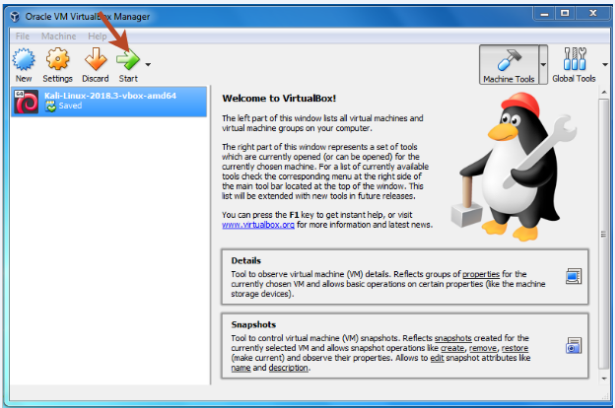 Oracle VM VirtualBox Manager
File Machine Help
New Settings Discard Start
Machine Tools Global Tools
64
Kali-Linux-2018.3-vbox-amd64
Saved
Welcome to VirtualBox!
The left part of this window lists all virtual machines and
virtual machine groups on your computer.
The right part of this window represents a set of tools
which are currently opened (or can be opened) for the
currently chosen machine. For a list of currently available
tools check the corresponding menu at the right side of
the main tool bar located at the top of the window. This
list will be extended with new tools in future releases.
You can press the F1 key to get instant help, or visit
www.virtualbox.org for more information and latest news.
Details
Tool to observe virtual machine (VM) details. Reflects groups of properties for the
currently chosen VM and allows basic operations on certain properties (like the machine
storage devices).
Snapshots
Tool to control virtual machine (VM) snapshots. Reflects snapshots created for the
currently selected VM and allows snapshot operations like create, remove, restore
(make current) and observe their properties. Allows to edit snapshot attributes like
name and description.